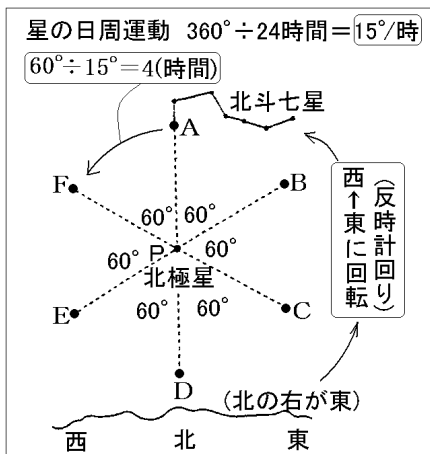 星の日周運動 360°÷24時間=15°/時
60°÷15°=4(時間)
北斗七星
A
F
B
60° 60°
60° P 60°
北極星
60° 60°
E
C
D
(反時計回り)
西↑東に回転
(北の右が東)
西 北 東